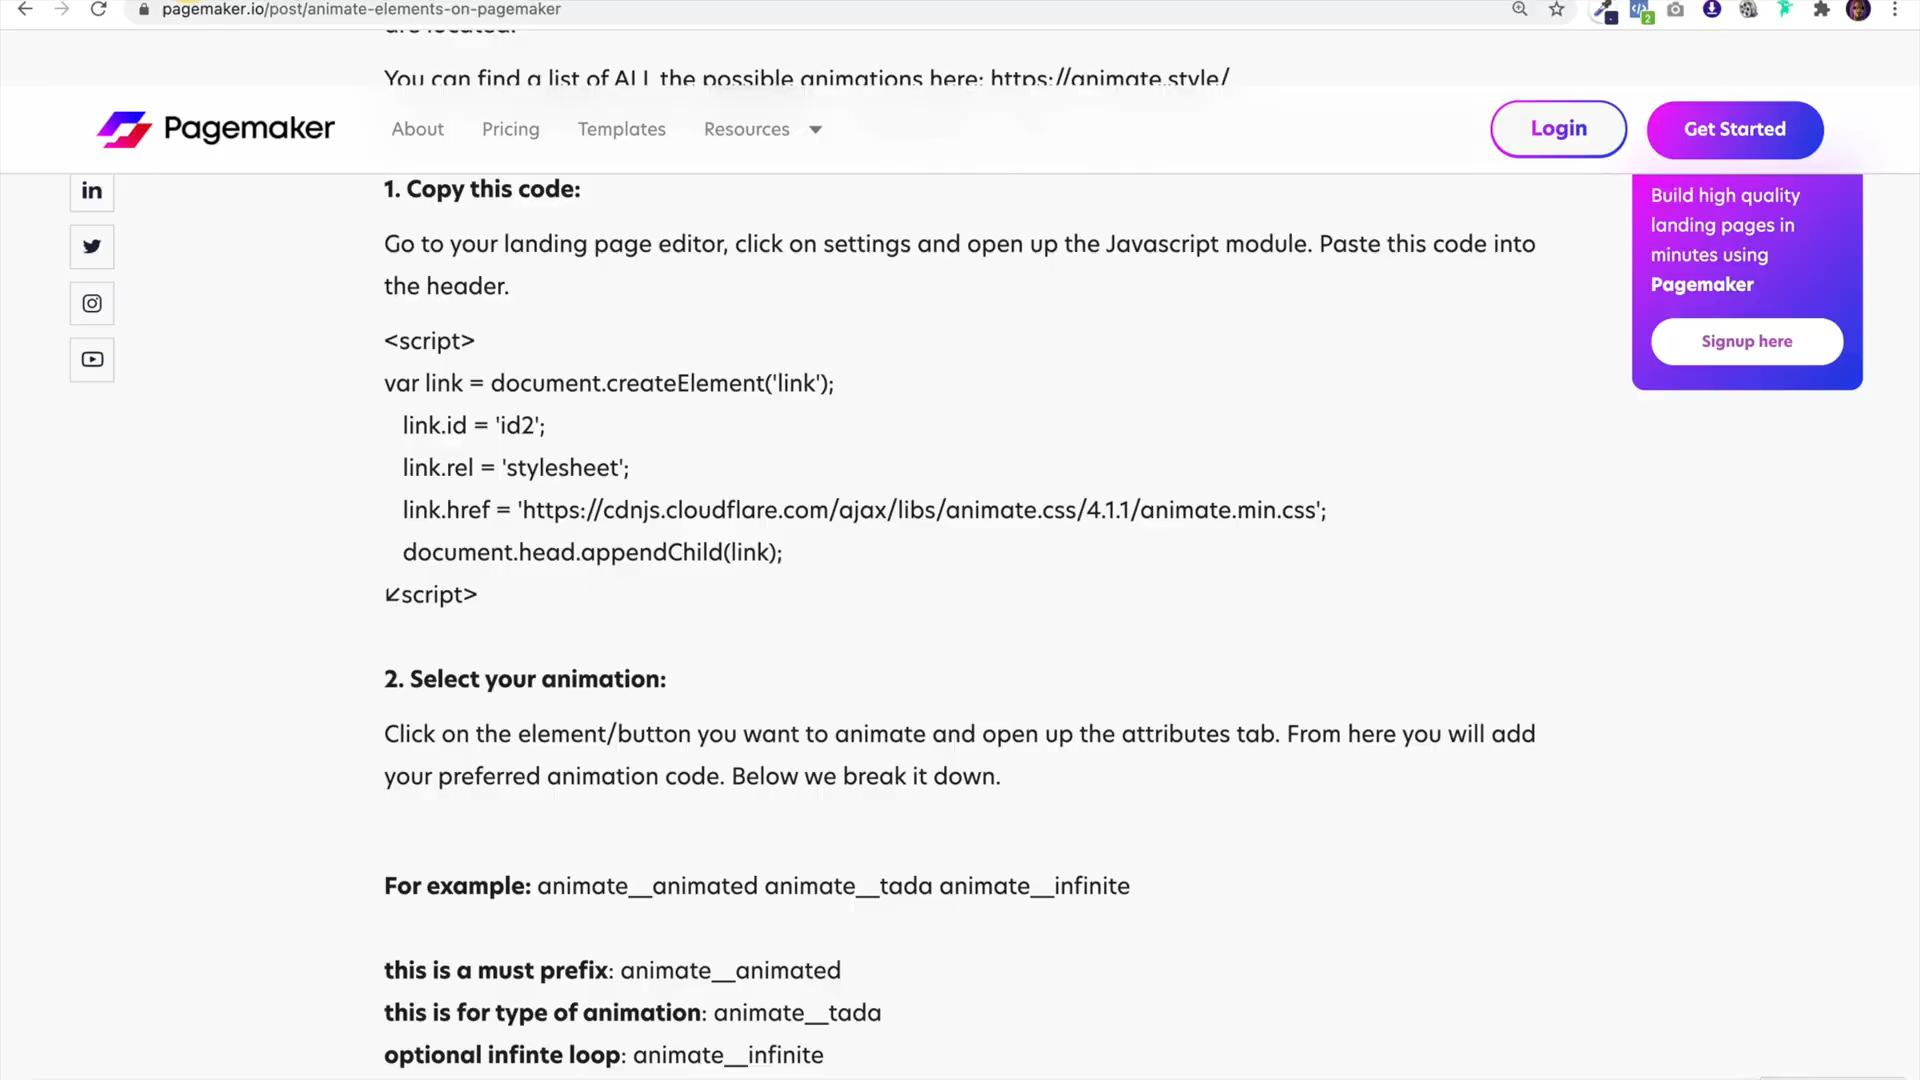 pagemaker.io/post/animate-elements-on-pagemaker
are located.
You can find a list of ALL the possible animations here: https://animate.style/
Pagemaker
About
Pricing
Templates
Resources
Login
Get Started
1. Copy this code:
Go to your landing page editor, click on settings and open up the Javascript module. Paste this code into
the header.
<script>
var link = document.createElement('link');
link.id = 'id2';
link.rel = 'stylesheet';
link.href = 'https://cdnjs.cloudflare.com/ajax/libs/animate.css/4.1.1/animate.min.css';
document.head.appendChild(link);
</script>
2. Select your animation:
Click on the element/button you want to animate and open up the attributes tab. From here you will add
your preferred animation code. Below we break it down.
For example: animate__animated animate__tada animate__infinite
this is a must prefix: animate__animated
this is for type of animation: animate__tada
optional infinte loop: animate__infinite
in
Build high quality
landing pages in
minutes using
Pagemaker
Signup here
2